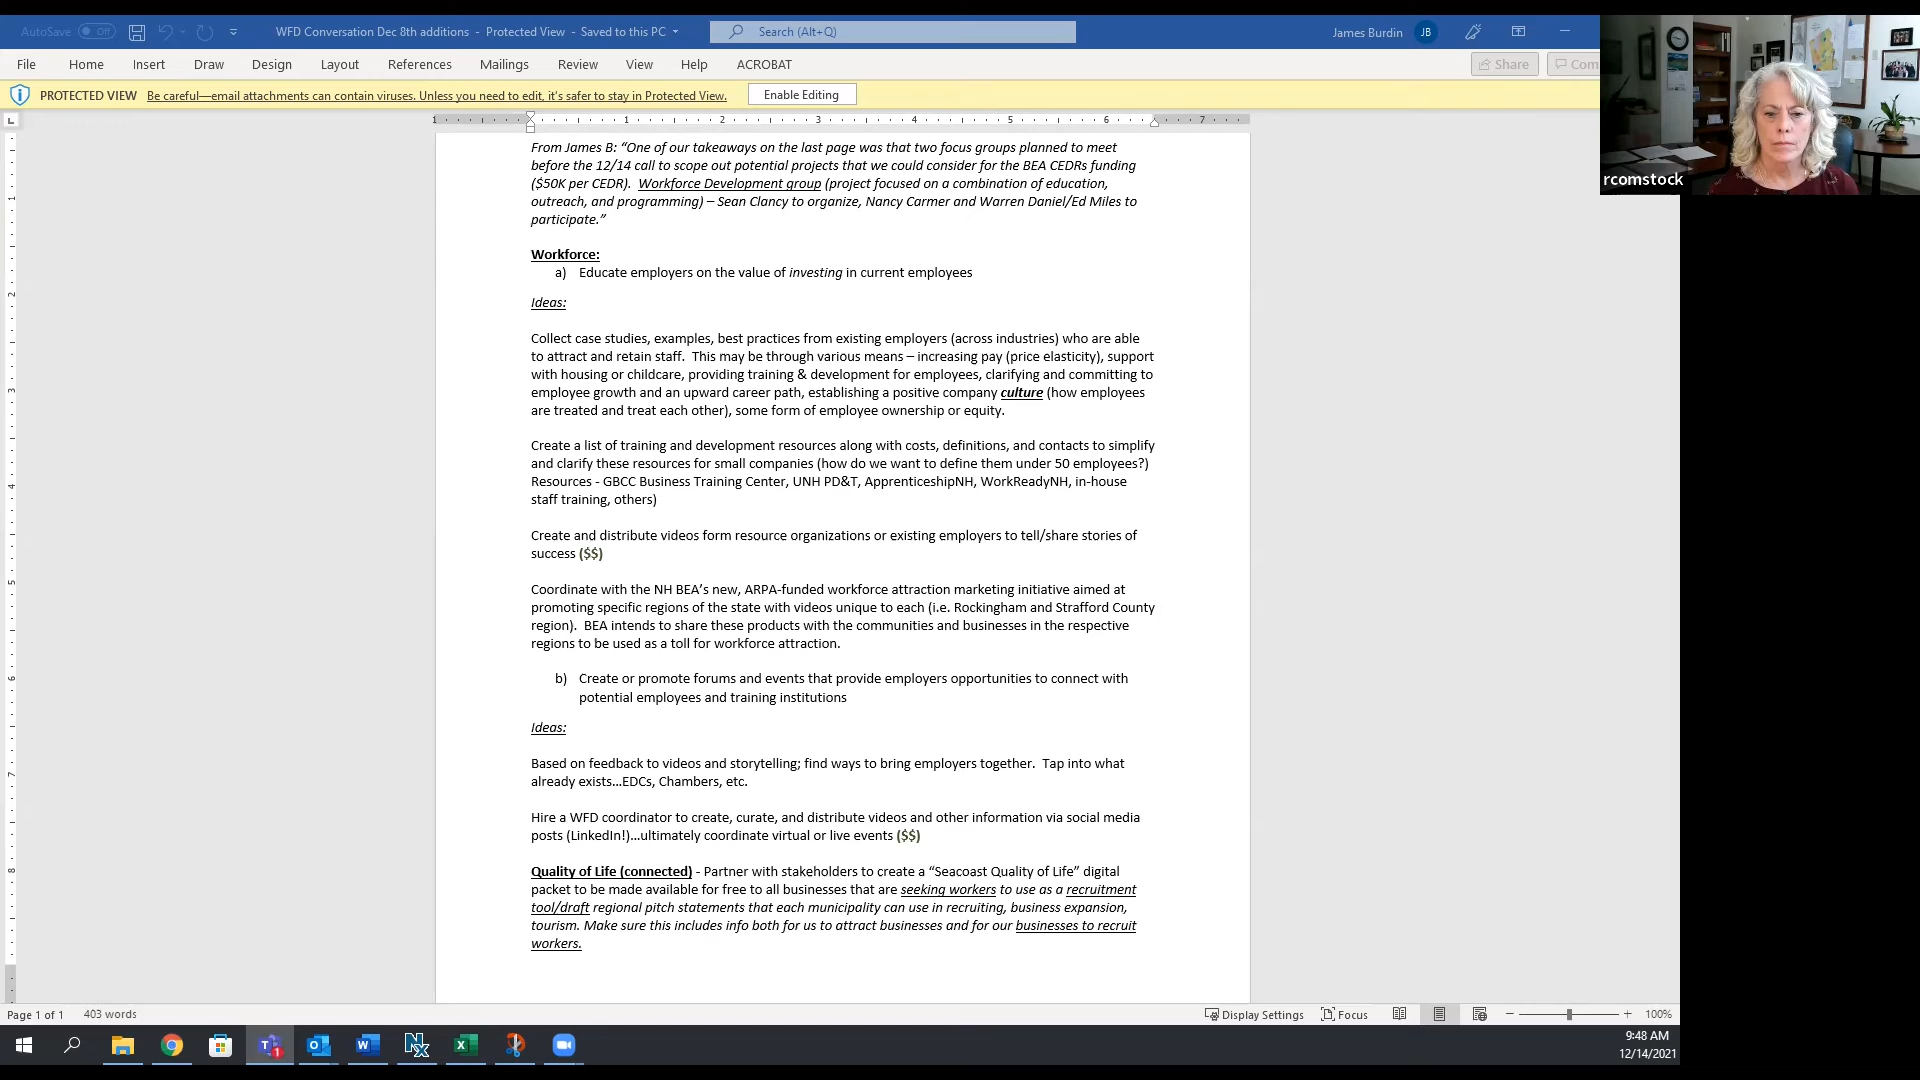 AutoSave Off
WFD Conversation Dec 8th additions - Protected View - Saved to this PC
Search (Alt+Q)
James Burdin JB
File Home Insert Draw Design Layout References Mailings Review View Help ACROBAT
Share Com
PROTECTED VIEW Be careful—email attachments can contain viruses. Unless you need to edit, it's safer to stay in Protected View. Enable Editing
rcomstock
1 1 2 3 4 5 6 7
From James B: “One of our takeaways on the last page was that two focus groups planned to meet
before the 12/14 call to scope out potential projects that we could consider for the BEA CEDRs funding
($50K per CEDR). Workforce Development group (project focused on a combination of education,
outreach, and programming) – Sean Clancy to organize, Nancy Carmer and Warren Daniel/Ed Miles to
participate.”
Workforce:
a) Educate employers on the value of investing in current employees
Ideas:
Collect case studies, examples, best practices from existing employers (across industries) who are able
to attract and retain staff. This may be through various means – increasing pay (price elasticity), support
with housing or childcare, providing training & development for employees, clarifying and committing to
employee growth and an upward career path, establishing a positive company culture (how employees
are treated and treat each other), some form of employee ownership or equity.
Create a list of training and development resources along with costs, definitions, and contacts to simplify
and clarify these resources for small companies (how do we want to define them under 50 employees?)
Resources - GBCC Business Training Center, UNH PD&T, ApprenticeshipNH, WorkReadyNH, in-house
staff training, others)
Create and distribute videos form resource organizations or existing employers to tell/share stories of
success ($$)
Coordinate with the NH BEA’s new, ARPA-funded workforce attraction marketing initiative aimed at
promoting specific regions of the state with videos unique to each (i.e. Rockingham and Strafford County
region). BEA intends to share these products with the communities and businesses in the respective
regions to be used as a toll for workforce attraction.
b) Create or promote forums and events that provide employers opportunities to connect with
potential employees and training institutions
Ideas:
Based on feedback to videos and storytelling; find ways to bring employers together. Tap into what
already exists…EDCs, Chambers, etc.
Hire a WFD coordinator to create, curate, and distribute videos and other information via social media
posts (LinkedIn!)…ultimately coordinate virtual or live events ($$)
Quality of Life (connected) - Partner with stakeholders to create a “Seacoast Quality of Life” digital
packet to be made available for free to all businesses that are seeking workers to use as a recruitment
tool/draft regional pitch statements that each municipality can use in recruiting, business expansion,
tourism. Make sure this includes info both for us to attract businesses and for our businesses to recruit
workers.
Page 1 of 1 403 words
Display Settings Focus 100%
9:48 AM
12/14/2021